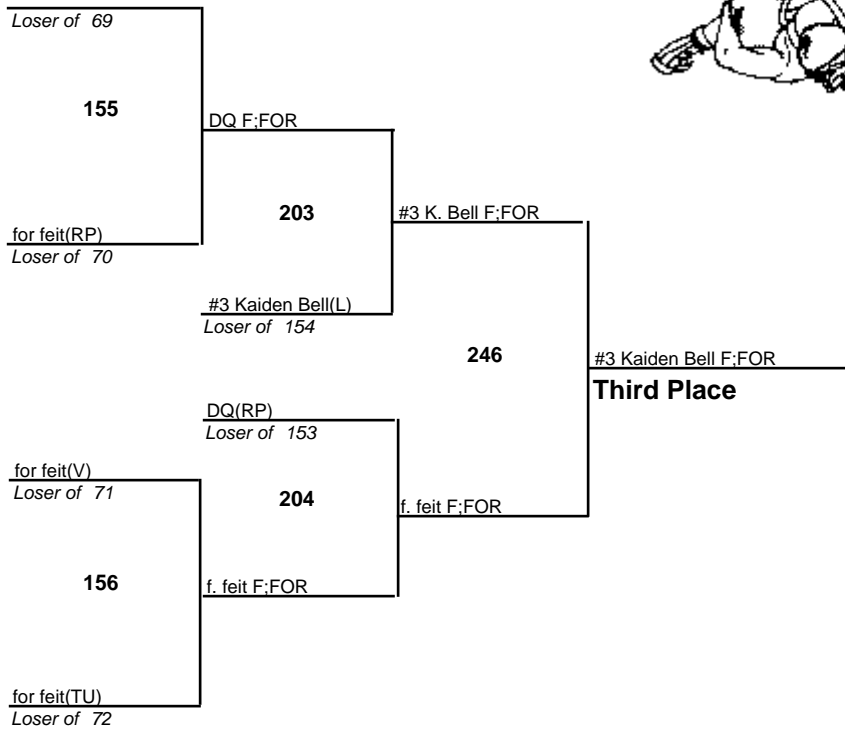 Loser of 69
155
DQ F;FOR
for feit(RP)
Loser of 70
203
#3 K. Bell F;FOR
#3 Kaiden Bell(L)
Loser of 154
246
#3 Kaiden Bell F;FOR
Third Place
DQ(RP)
Loser of 153
for feit(V)
Loser of 71
204
f. feit F;FOR
156
f. feit F;FOR
for feit(TU)
Loser of 72